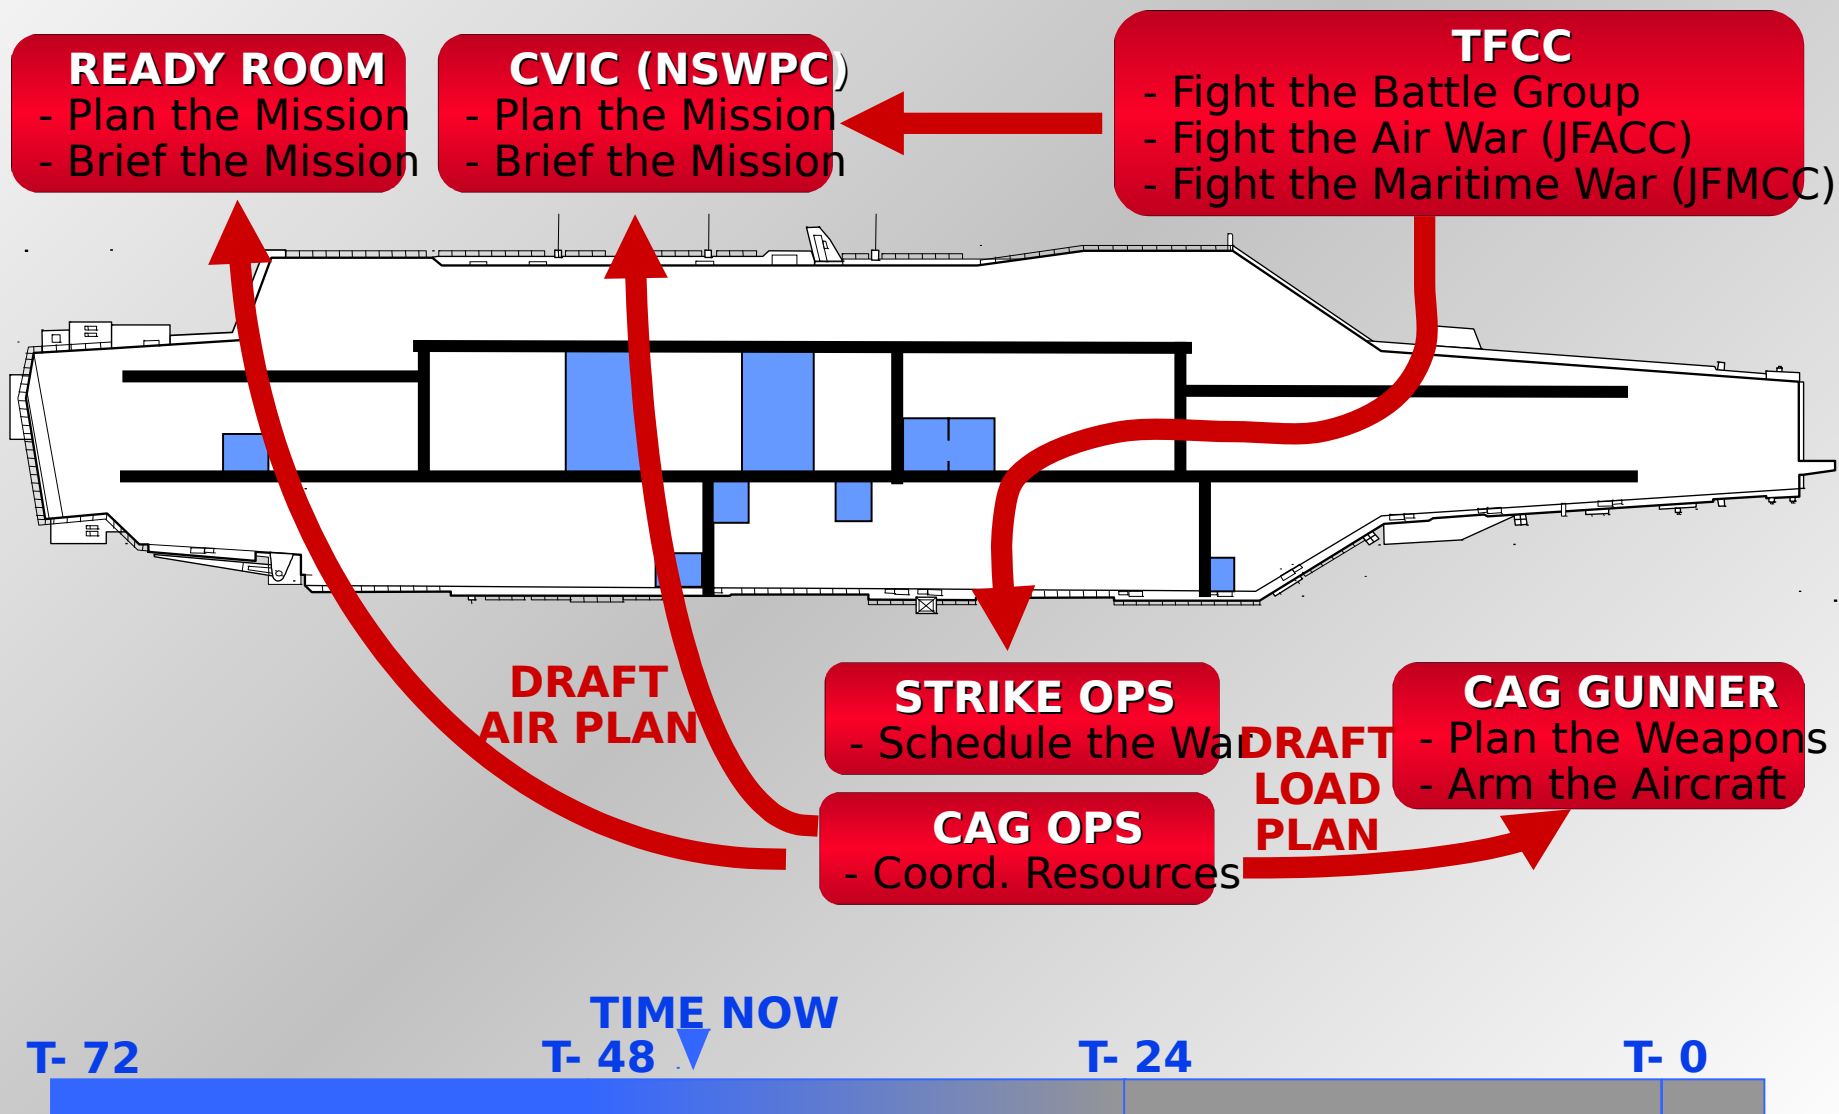 READY ROOM
- Plan the Mission
- Brief the Mission
CVIC (NSWPC)
- Plan the Mission
- Brief the Mission
TFCC
- Fight the Battle Group
- Fight the Air War (JFACC)
- Fight the Maritime War (JFMCC)
DRAFT
AIR PLAN
STRIKE OPS
- Schedule the War
CAG OPS
- Coord. Resources
DRAFT
LOAD
PLAN
CAG GUNNER
- Plan the Weapons
- Arm the Aircraft
TIME NOW
T- 72
T- 48
T- 24
T- 0